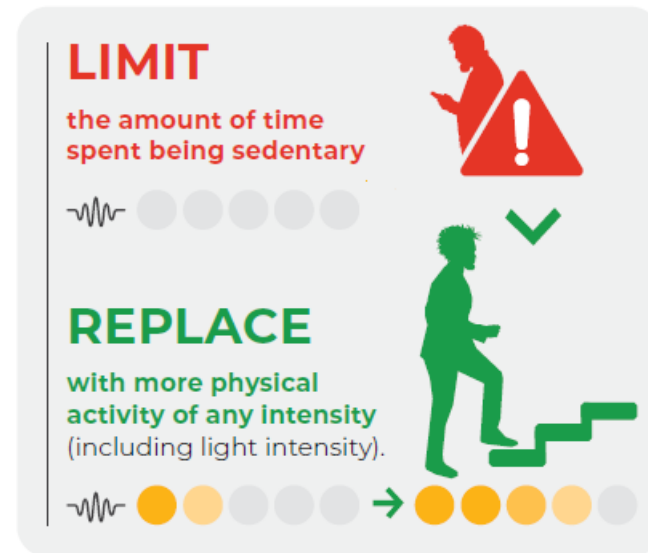 LIMIT
the amount of time
spent being sedentary
REPLACE
with more physical
activity of any intensity
(including light intensity).